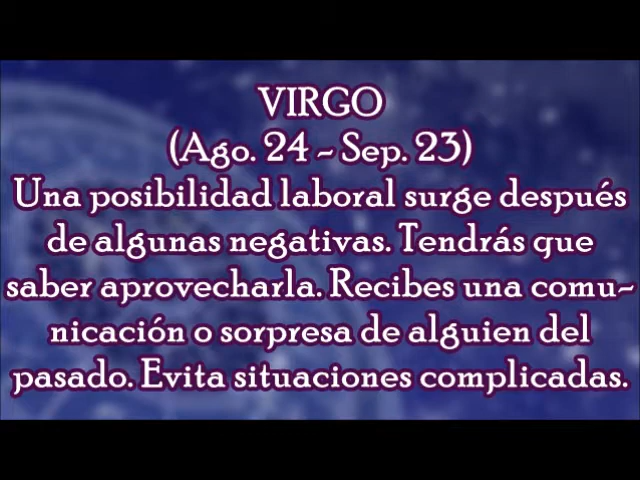 VIRGO
(Ago. 24 - Sep. 23)
Una posibilidad laboral surge después
de algunas negativas. Tendrás que
saber aprovecharla. Recibes una comu-
nicación o sorpresa de alguien del
pasado. Evita situaciones complicadas.